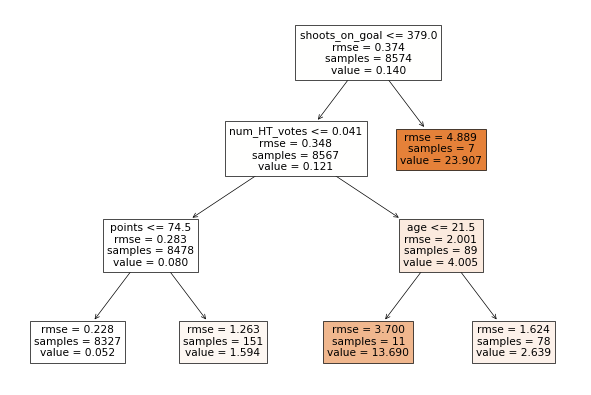 shoots_on_goal <= 379.0
rmse = 0.374
samples = 8574
value = 0.140
num_HT_votes <= 0.041
rmse = 0.348
samples = 8567
value = 0.121
rmse = 4.889
samples = 7
value = 23.907
points <= 74.5
rmse = 0.283
samples = 8478
value = 0.080
age <= 21.5
rmse = 2.001
samples = 89
value = 4.005
rmse = 0.228
samples = 8327
value = 0.052
rmse = 1.263
samples = 151
value = 1.594
rmse = 3.700
samples = 11
value = 13.690
rmse = 1.624
samples = 78
value = 2.639